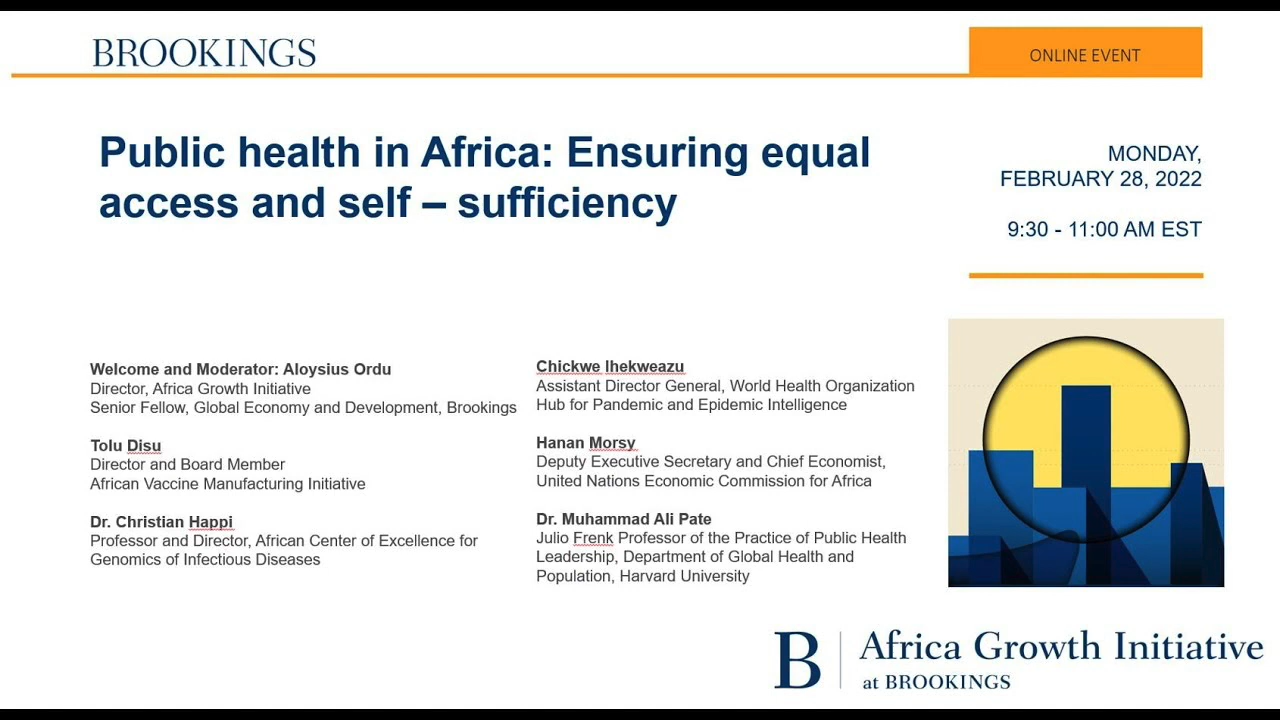 BROOKINGS
ONLINE EVENT
Public health in Africa: Ensuring equal
access and self – sufficiency
MONDAY,
FEBRUARY 28, 2022
9:30 - 11:00 AM EST
Welcome and Moderator: Aloysius Ordu
Director, Africa Growth Initiative
Senior Fellow, Global Economy and Development, Brookings
Tolu Disu
Director and Board Member
African Vaccine Manufacturing Initiative
Dr. Christian Happi
Professor and Director, African Center of Excellence for
Genomics of Infectious Diseases
Chickwe Ihekweazu
Assistant Director General, World Health Organization
Hub for Pandemic and Epidemic Intelligence
Hanan Morsy
Deputy Executive Secretary and Chief Economist,
United Nations Economic Commission for Africa
Dr. Muhammad Ali Pate
Julio Frenk Professor of the Practice of Public Health
Leadership, Department of Global Health and
Population, Harvard University
B
Africa Growth Initiative
at BROOKINGS